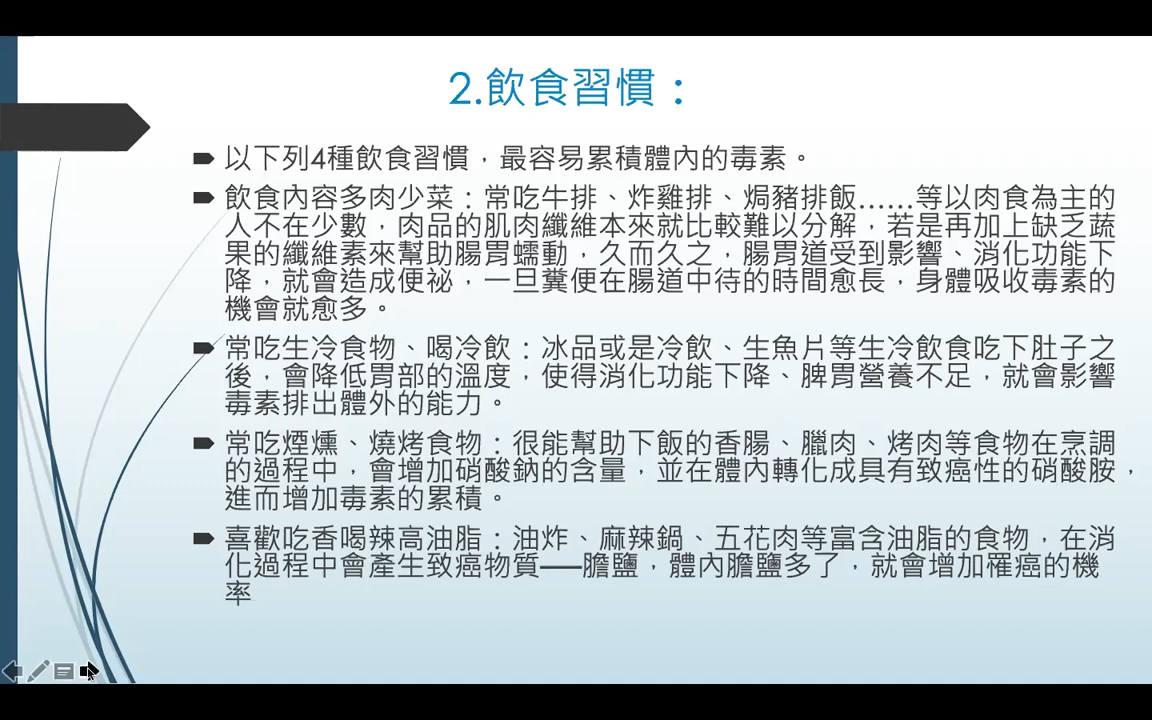 2.飲食習慣：
以下列4種飲食習慣，最容易累積體內的毒素。
飲食內容多肉少菜：常吃牛排、炸雞排、焗豬排飯……等以肉食為主的
人不在少數，肉品的肌肉纖維本來就比較難以分解，若是再加上缺乏蔬
果的纖維素來幫助腸胃蠕動，久而久之，腸胃道受到影響、消化功能下
降，就會造成便祕，一旦糞便在腸道中待的時間愈長，身體吸收毒素的
機會就愈多。
常吃生冷食物、喝冷飲：冰品或是冷飲、生魚片等生冷飲食吃下肚子之
後，會降低胃部的溫度，使得消化功能下降、脾胃營養不足，就會影響
毒素排出體外的能力。
常吃煙燻、燒烤食物：很能幫助下飯的香腸、臘肉、烤肉等食物在烹調
的過程中，會增加硝酸鈉的含量，並在體內轉化成具有致癌性的硝酸胺，
進而增加毒素的累積。
喜歡吃香喝辣高油脂：油炸、麻辣鍋、五花肉等富含油脂的食物，在消
化過程中會產生致癌物質──膽鹽，體內膽鹽多了，就會增加罹癌的機
率